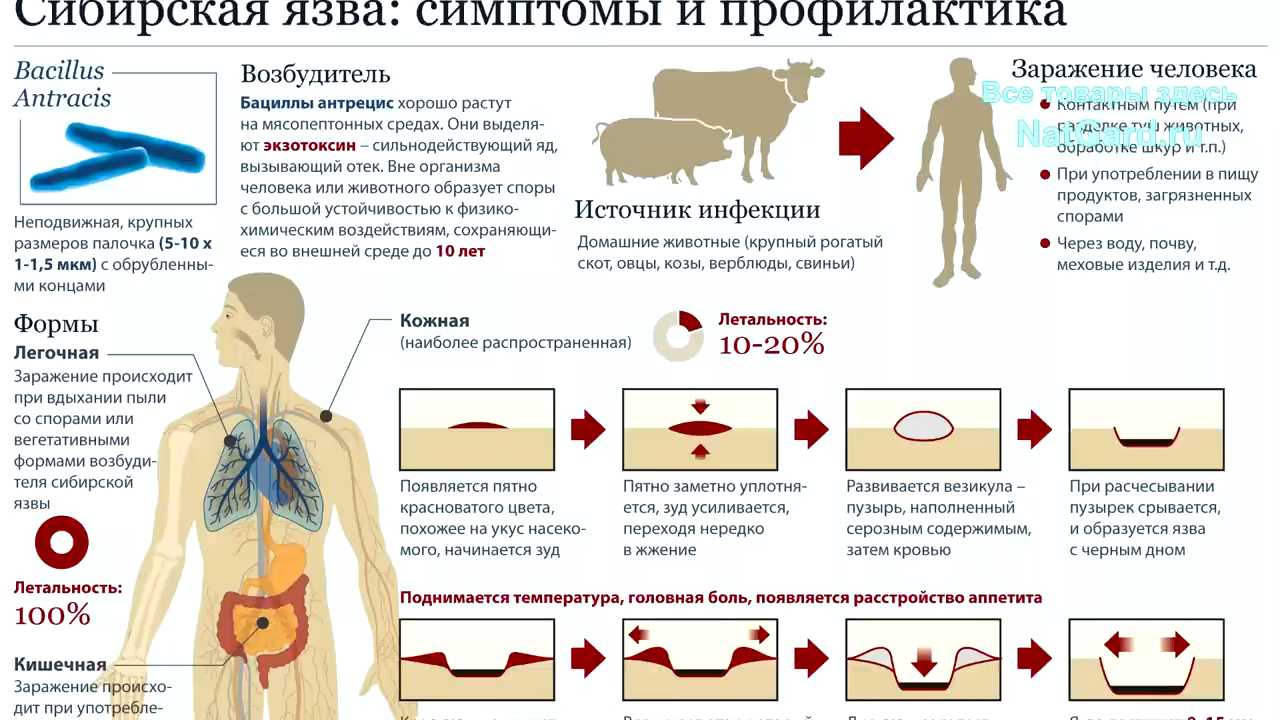 Сибирская язва: симптомы и профилактика
Bacillus
Antracis
Неподвижная, крупных
размеров палочка (5-10 х
1-1,5 мкм) с обрубленны-
ми концами
Возбудитель
Бациллы антрецис хорошо растут
на мясопептонных средах. Они выделя-
ют экзотоксин – сильнодействующий яд,
вызывающий отек. Вне организма
человека или животного образует споры
с большой устойчивостью к физико-
химическим воздействиям, сохраняющи-
еся во внешней среде до 10 лет
Источник инфекции
Домашние животные (крупный рогатый
скот, овцы, козы, верблюды, свиньи)
Заражение человека
Все товары здесь
NatGard.ru
Контактным путем (при
разделке туш животных,
обработке шкур и т.п.)
При употреблении в пищу
продуктов, загрязненных
спорами
Через воду, почву,
меховые изделия и т.д.
Формы
Легочная
Заражение происходит
при вдыхании пыли
со спорами или
вегетативными
формами возбуди-
теля сибирской
язвы
Летальность:
100%
Кишечная
Заражение происхо-
дит при употребле-
Кожная
(наиболее распространенная)
Летальность:
10-20%
Появляется пятно
красноватого цвета,
похожее на укус насеко-
мого, начинается зуд
Пятно заметно уплотня-
ется, зуд усиливается,
переходя нередко
в жжение
Развивается везикула –
пузырь, наполненный
серозным содержимым,
затем кровью
При расчесывании
пузырек срывается,
и образуется язва
с черным дном
Поднимается температура, головная боль, появляется расстройство аппетита